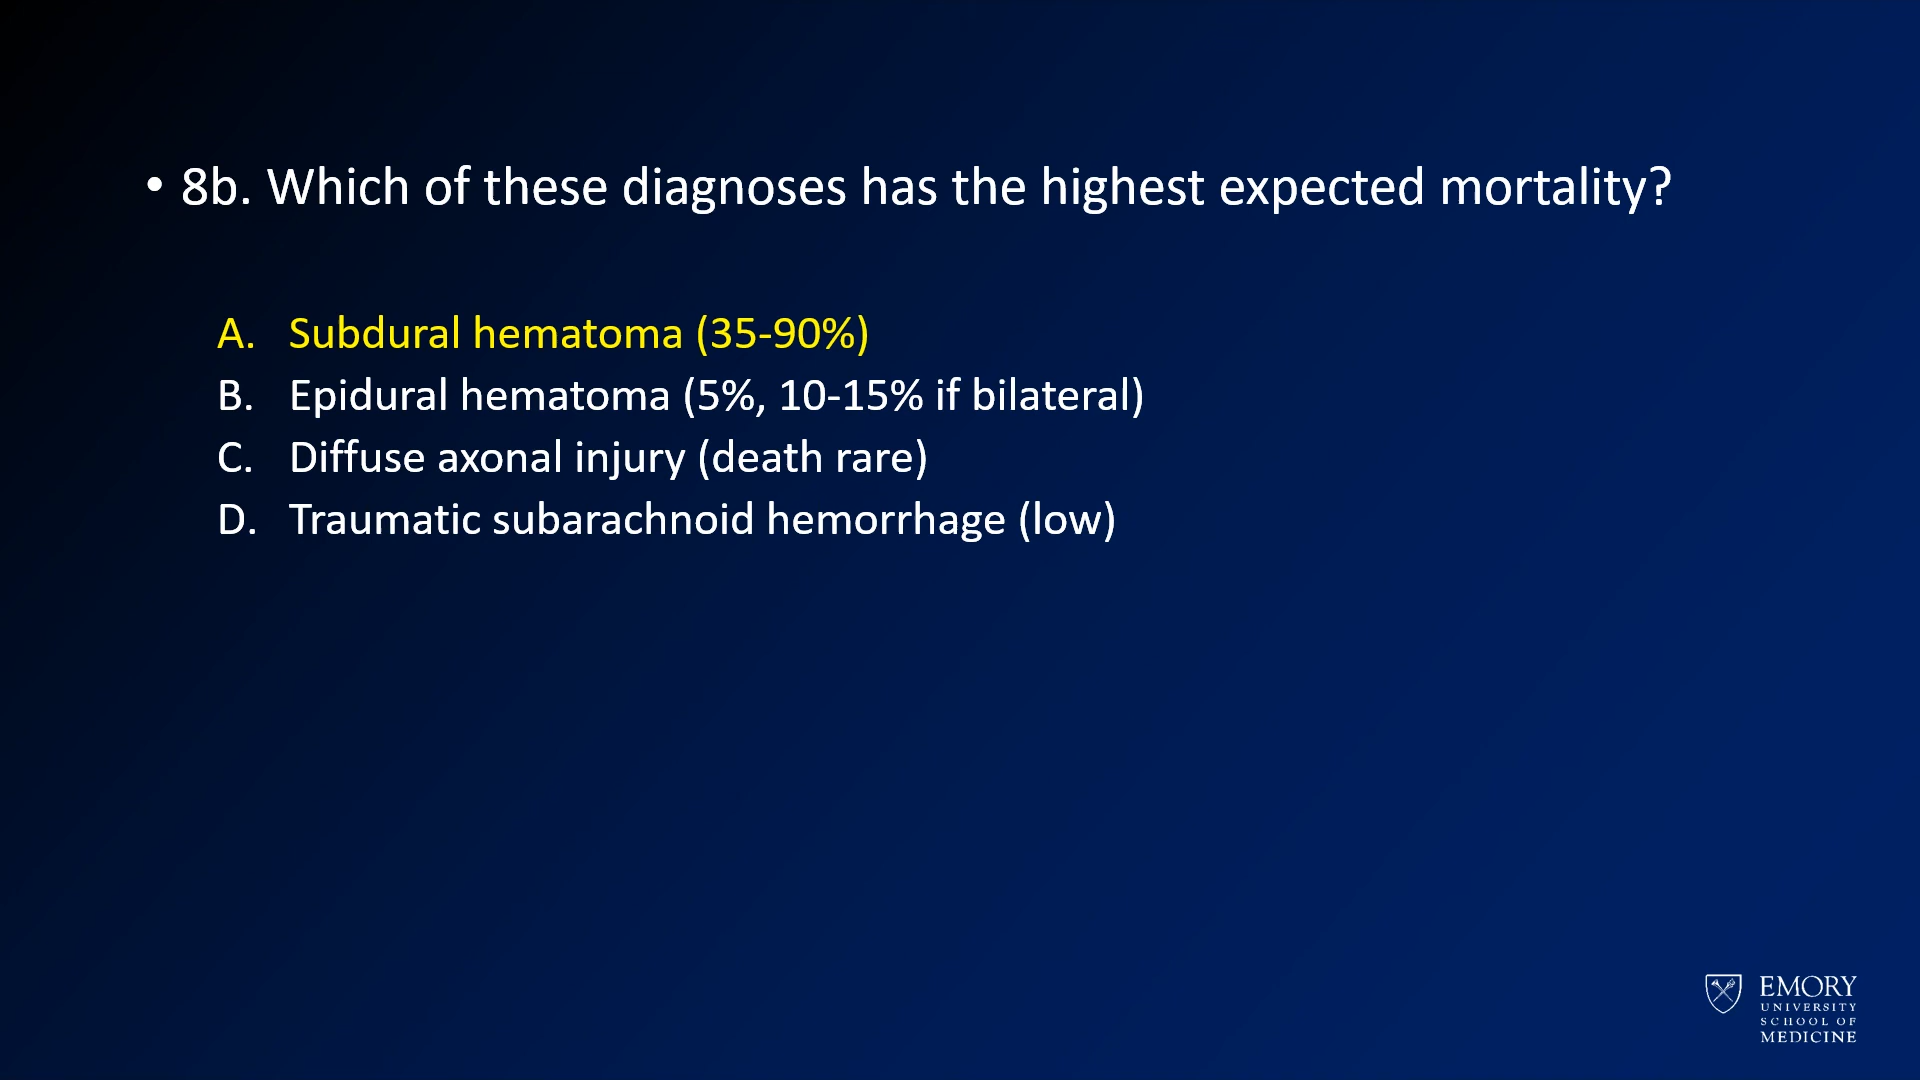 • 8b. Which of these diagnoses has the highest expected mortality?
A. Subdural hematoma (35-90%)
B. Epidural hematoma (5%, 10-15% if bilateral)
C. Diffuse axonal injury (death rare)
D. Traumatic subarachnoid hemorrhage (low)
EMORY
UNIVERSITY
SCHOOL OF
MEDICINE